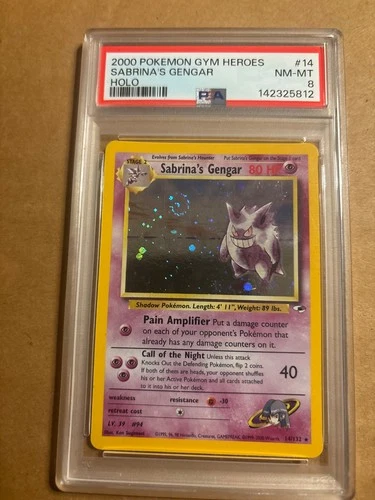 2000 POKEMON GYM HEROES #14
SABRINA'S GENGAR NM-MT
HOLO 8
PSA 142325812
STAGE 2 Evolves from Sabrina's Haunter Put Sabrina's Gengar on the Stage 1 card
Sabrina's Gengar 80 HP
Shadow Pokémon. Length: 4' 11", Weight: 89 lbs.
Pain Amplifier Put a damage counter
on each of your opponent's Pokémon that
already has any damage counters on it.
Call of the Night Unless this attack
Knocks Out the Defending Pokémon, flip 2 coins.
If both of them are heads, your opponent shuffles
his or her Active Pokémon and all cards attached
to it into his or her deck.
40
weakness resistance -30
retreat cost
LV. 39 #94
Illus. Ken Sugimori
14/132